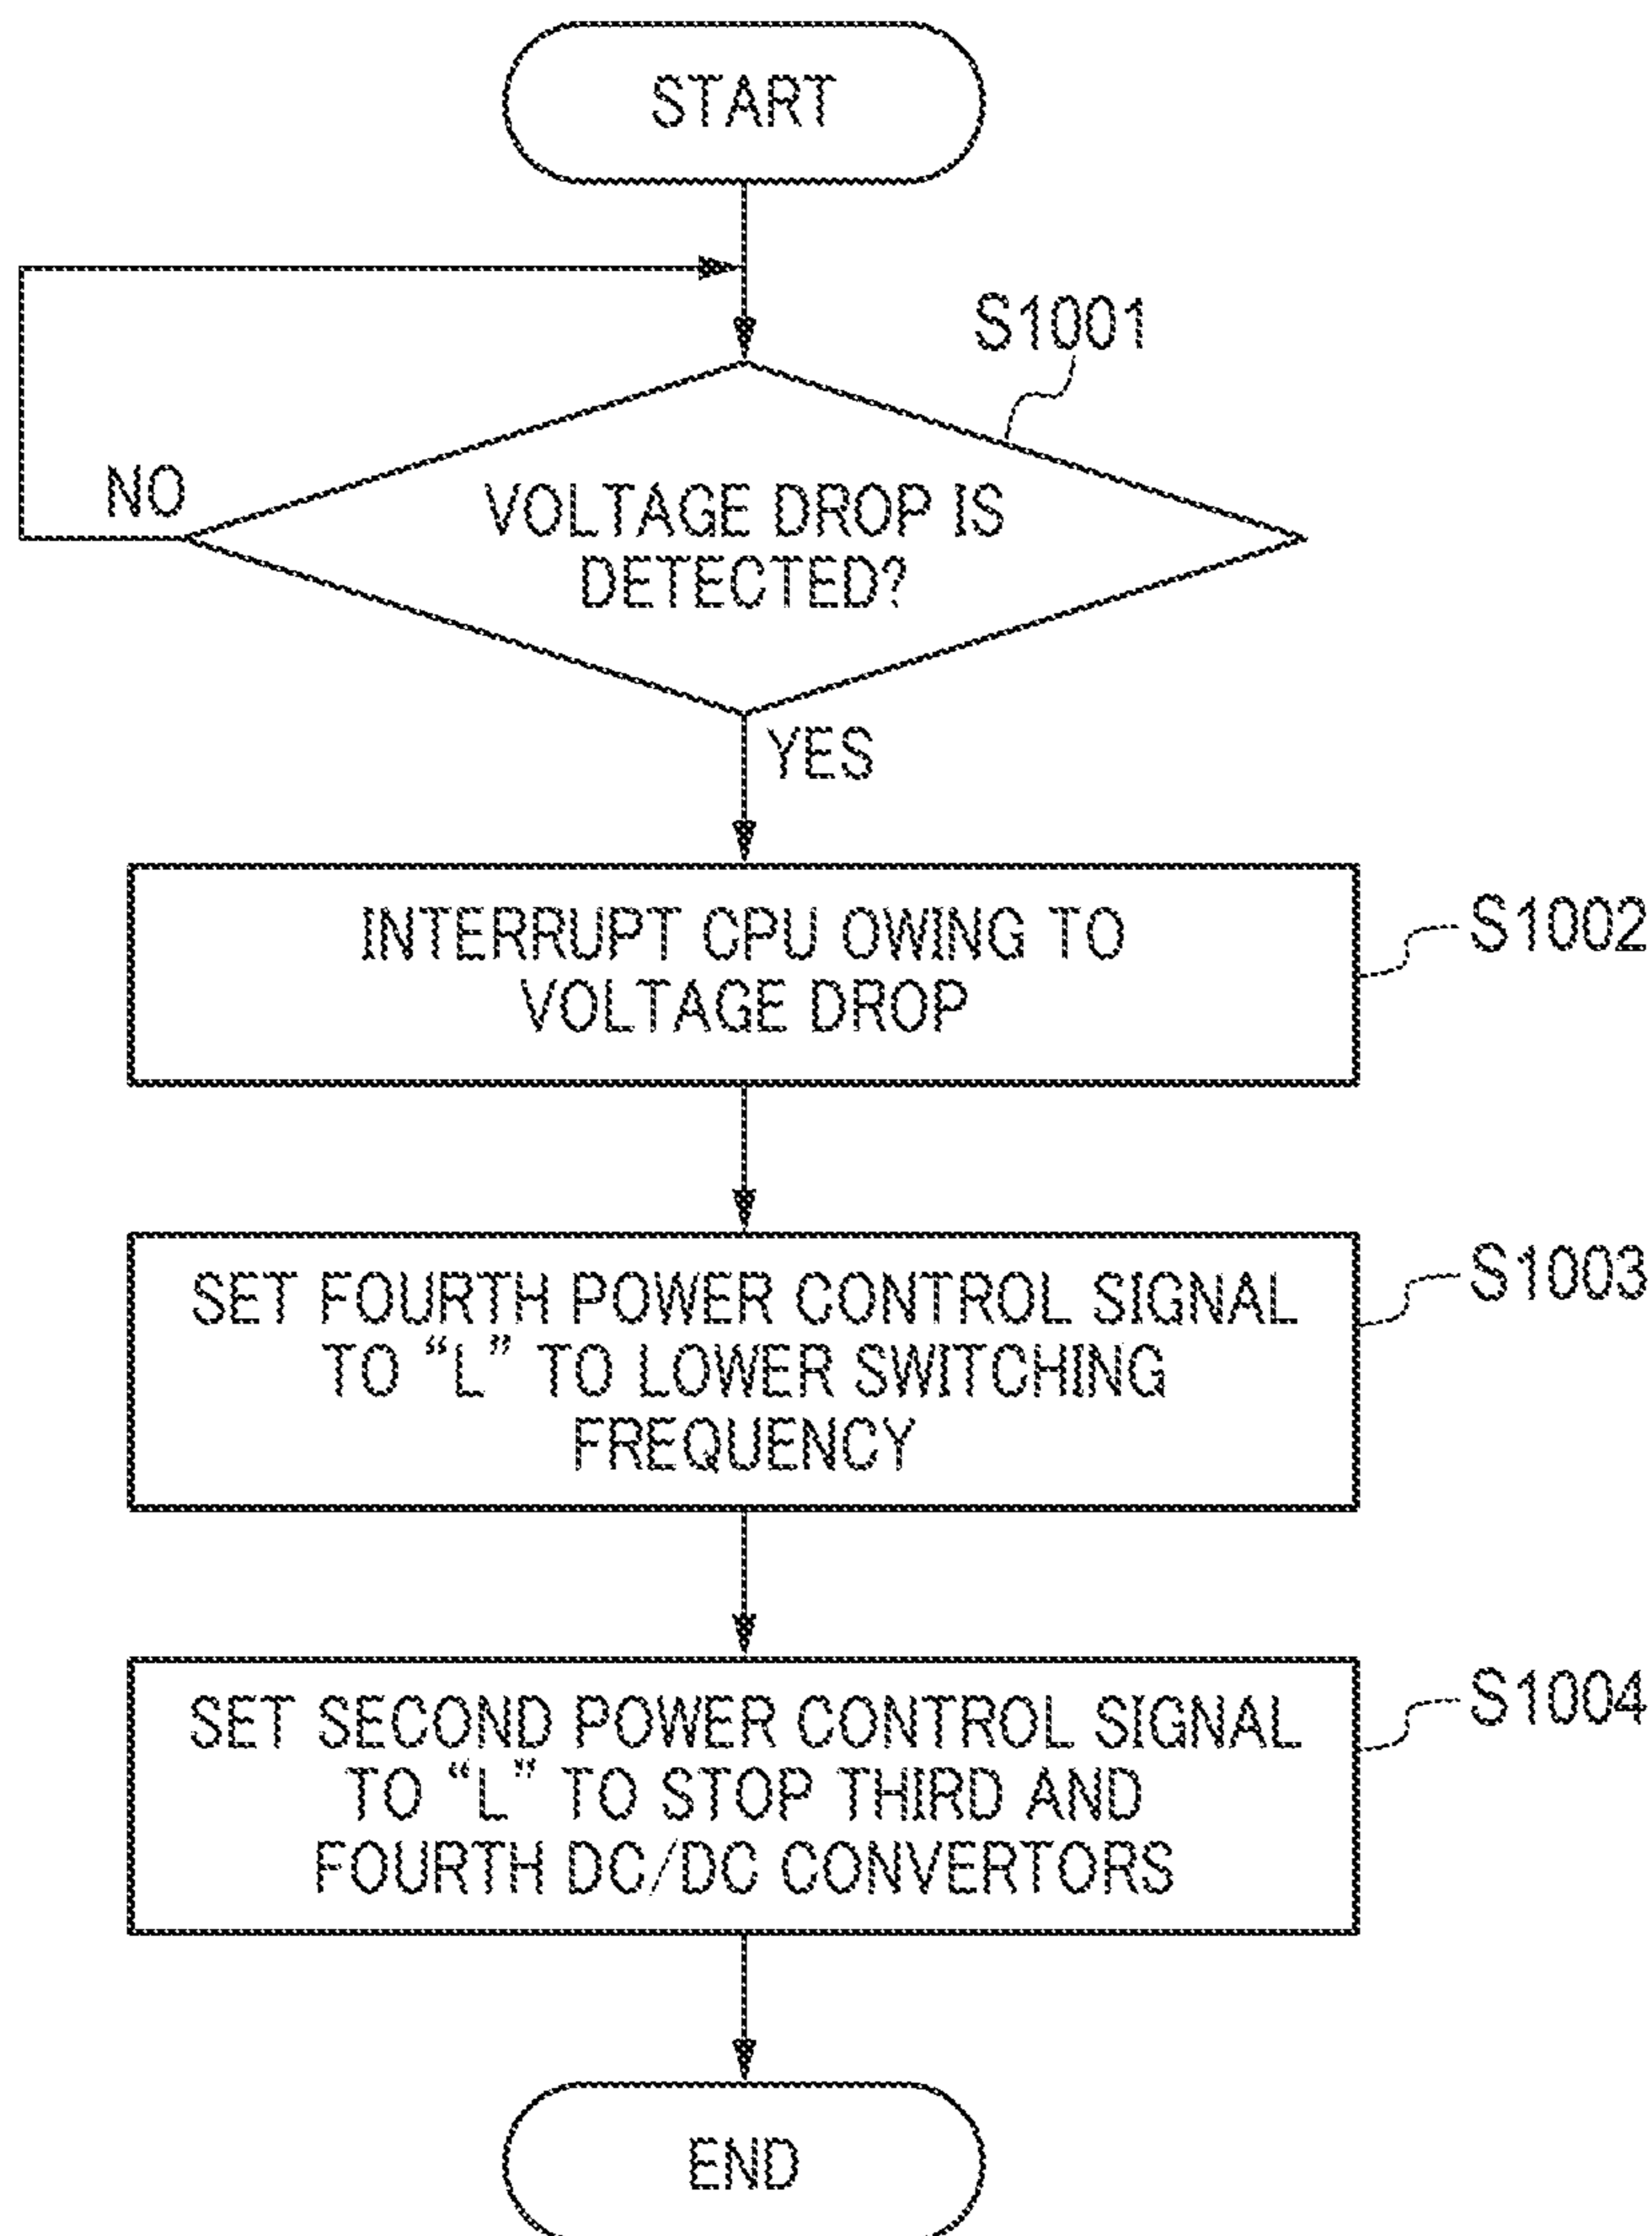 START
S1001
NO
VOLTAGE DROP IS
DETECTED?
YES
INTERRUPT CPU OWING TO
VOLTAGE DROP
S1002
SET FOURTH POWER CONTROL SIGNAL
TO “L” TO LOWER SWITCHING
FREQUENCY
S1003
SET SECOND POWER CONTROL SIGNAL
TO “L” TO STOP THIRD AND
FOURTH DC/DC CONVERTORS
S1004
END